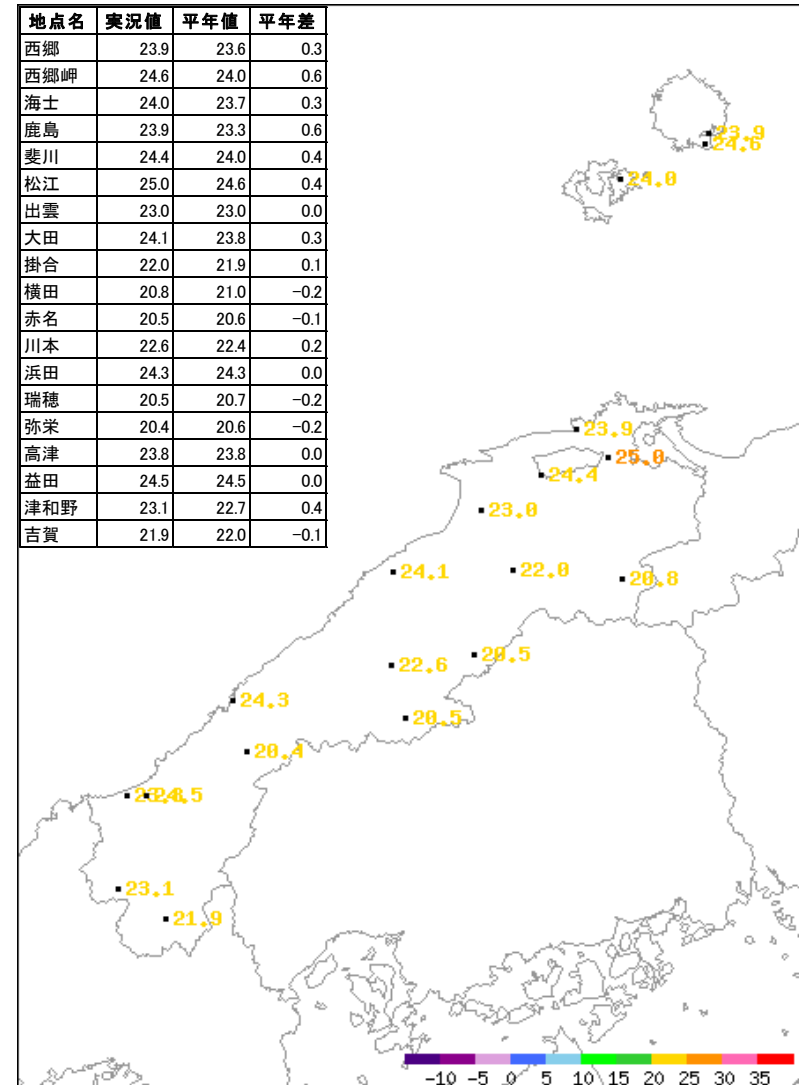 地点名 実況値 平年値 平年差
西郷 23.9 23.6 0.3
西郷岬 24.6 24.0 0.6
海士 24.0 23.7 0.3
鹿島 23.9 23.3 0.6
斐川 24.4 24.0 0.4
松江 25.0 24.6 0.4
出雲 23.0 23.0 0.0
大田 24.1 23.8 0.3
掛合 22.0 21.9 0.1
横田 20.8 21.0 -0.2
赤名 20.5 20.6 -0.1
川本 22.6 22.4 0.2
浜田 24.3 24.3 0.0
瑞穂 20.5 20.7 -0.2
弥栄 20.4 20.6 -0.2
高津 23.8 23.8 0.0
益田 24.5 24.5 0.0
津和野 23.1 22.7 0.4
吉賀 21.9 22.0 -0.1
23.9
24.6
24.0
23.9
25.0
24.4
23.0
24.1 22.0 20.8
20.5
22.6
24.3
20.5
20.4
23.8 24.5
23.1
21.9
-10 -5 0 5 10 15 20 25 30 35